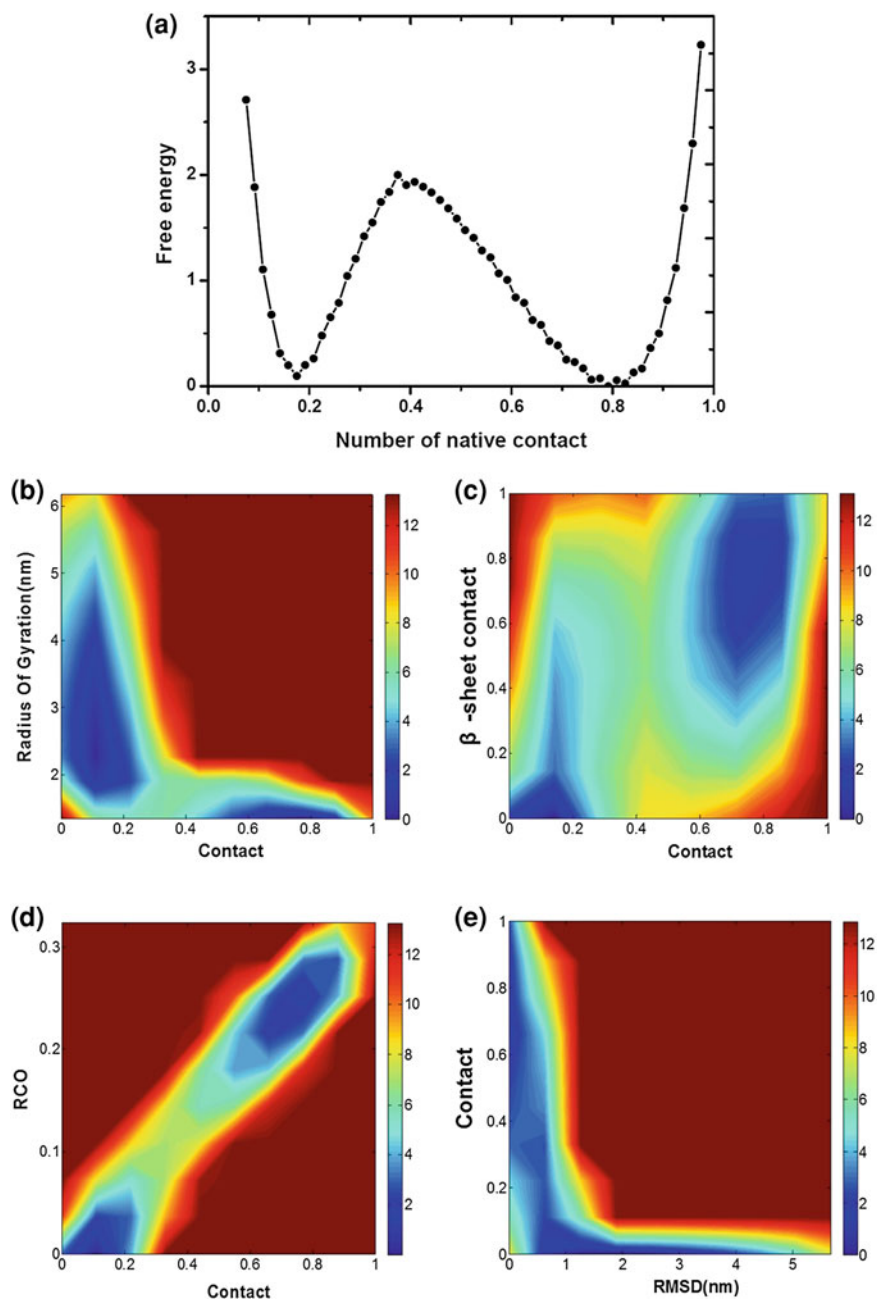 (a)
3
2
1
0
Free energy
0.0 0.2 0.4 0.6 0.8 1.0
Number of native contact
(b)
6
5
4
3
2
Radius Of Gyration(nm)
0 0.2 0.4 0.6 0.8 1
Contact
12
10
8
6
4
2
0
(c)
1
0.8
0.6
0.4
0.2
0
β -sheet contact
0 0.2 0.4 0.6 0.8 1
Contact
12
10
8
6
4
2
0
(d)
0.3
0.2
0.1
0
RCO
0 0.2 0.4 0.6 0.8 1
Contact
12
10
8
6
4
2
(e)
1
0.8
0.6
0.4
0.2
0
Contact
0 1 2 3 4 5
RMSD(nm)
12
10
8
6
4
2
0